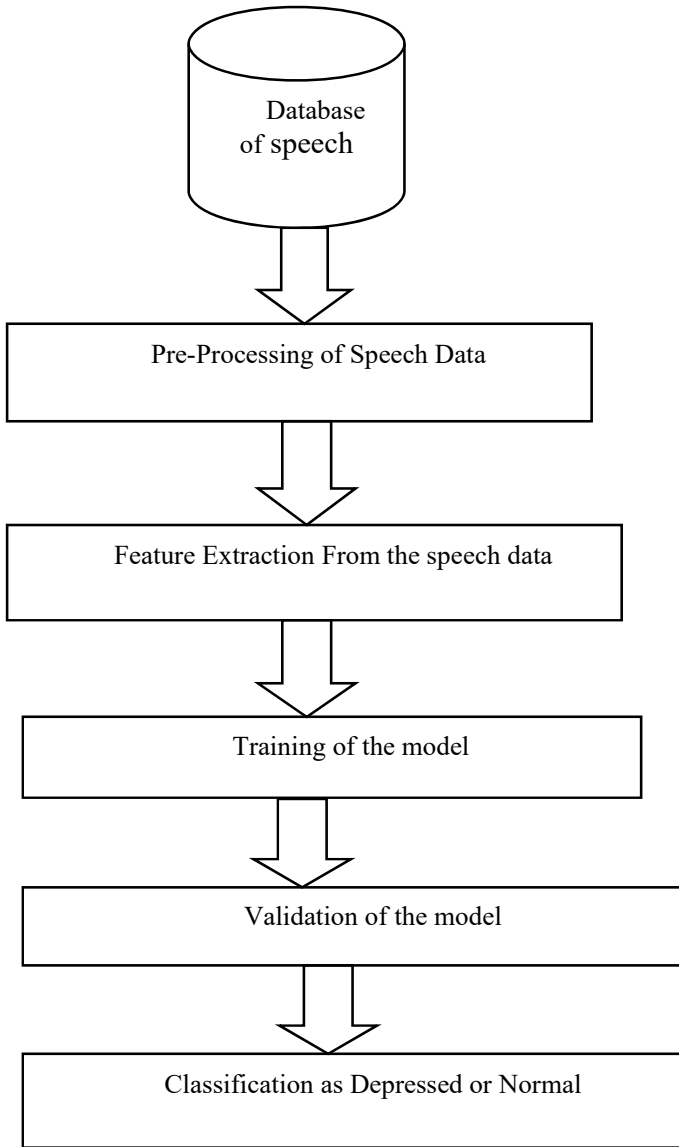 Database
of speech
Pre-Processing of Speech Data
Feature Extraction From the speech data
Training of the model
Validation of the model
Classification as Depressed or Normal